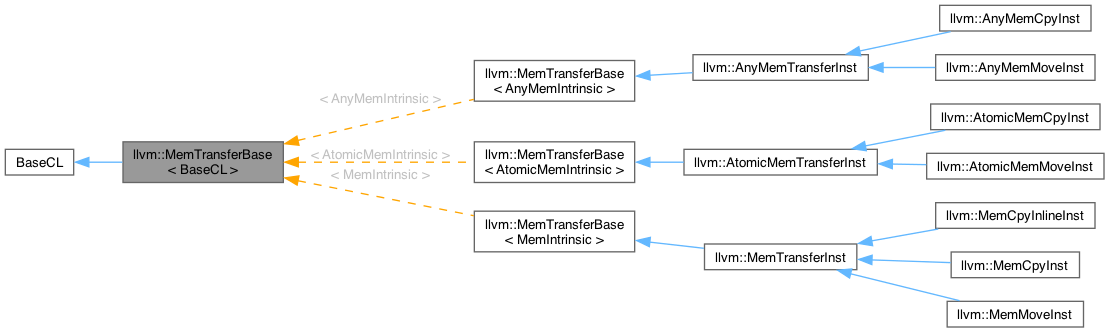 BaseCL
llvm::MemTransferBase
< BaseCL >
< AnyMemIntrinsic >
< AtomicMemIntrinsic >
< MemIntrinsic >
llvm::MemTransferBase
< AnyMemIntrinsic >
llvm::MemTransferBase
< AtomicMemIntrinsic >
llvm::MemTransferBase
< MemIntrinsic >
llvm::AnyMemTransferInst
llvm::AtomicMemTransferInst
llvm::MemTransferInst
llvm::AnyMemCpyInst
llvm::AnyMemMoveInst
llvm::AtomicMemCpyInst
llvm::AtomicMemMoveInst
llvm::MemCpyInlineInst
llvm::MemCpyInst
llvm::MemMoveInst